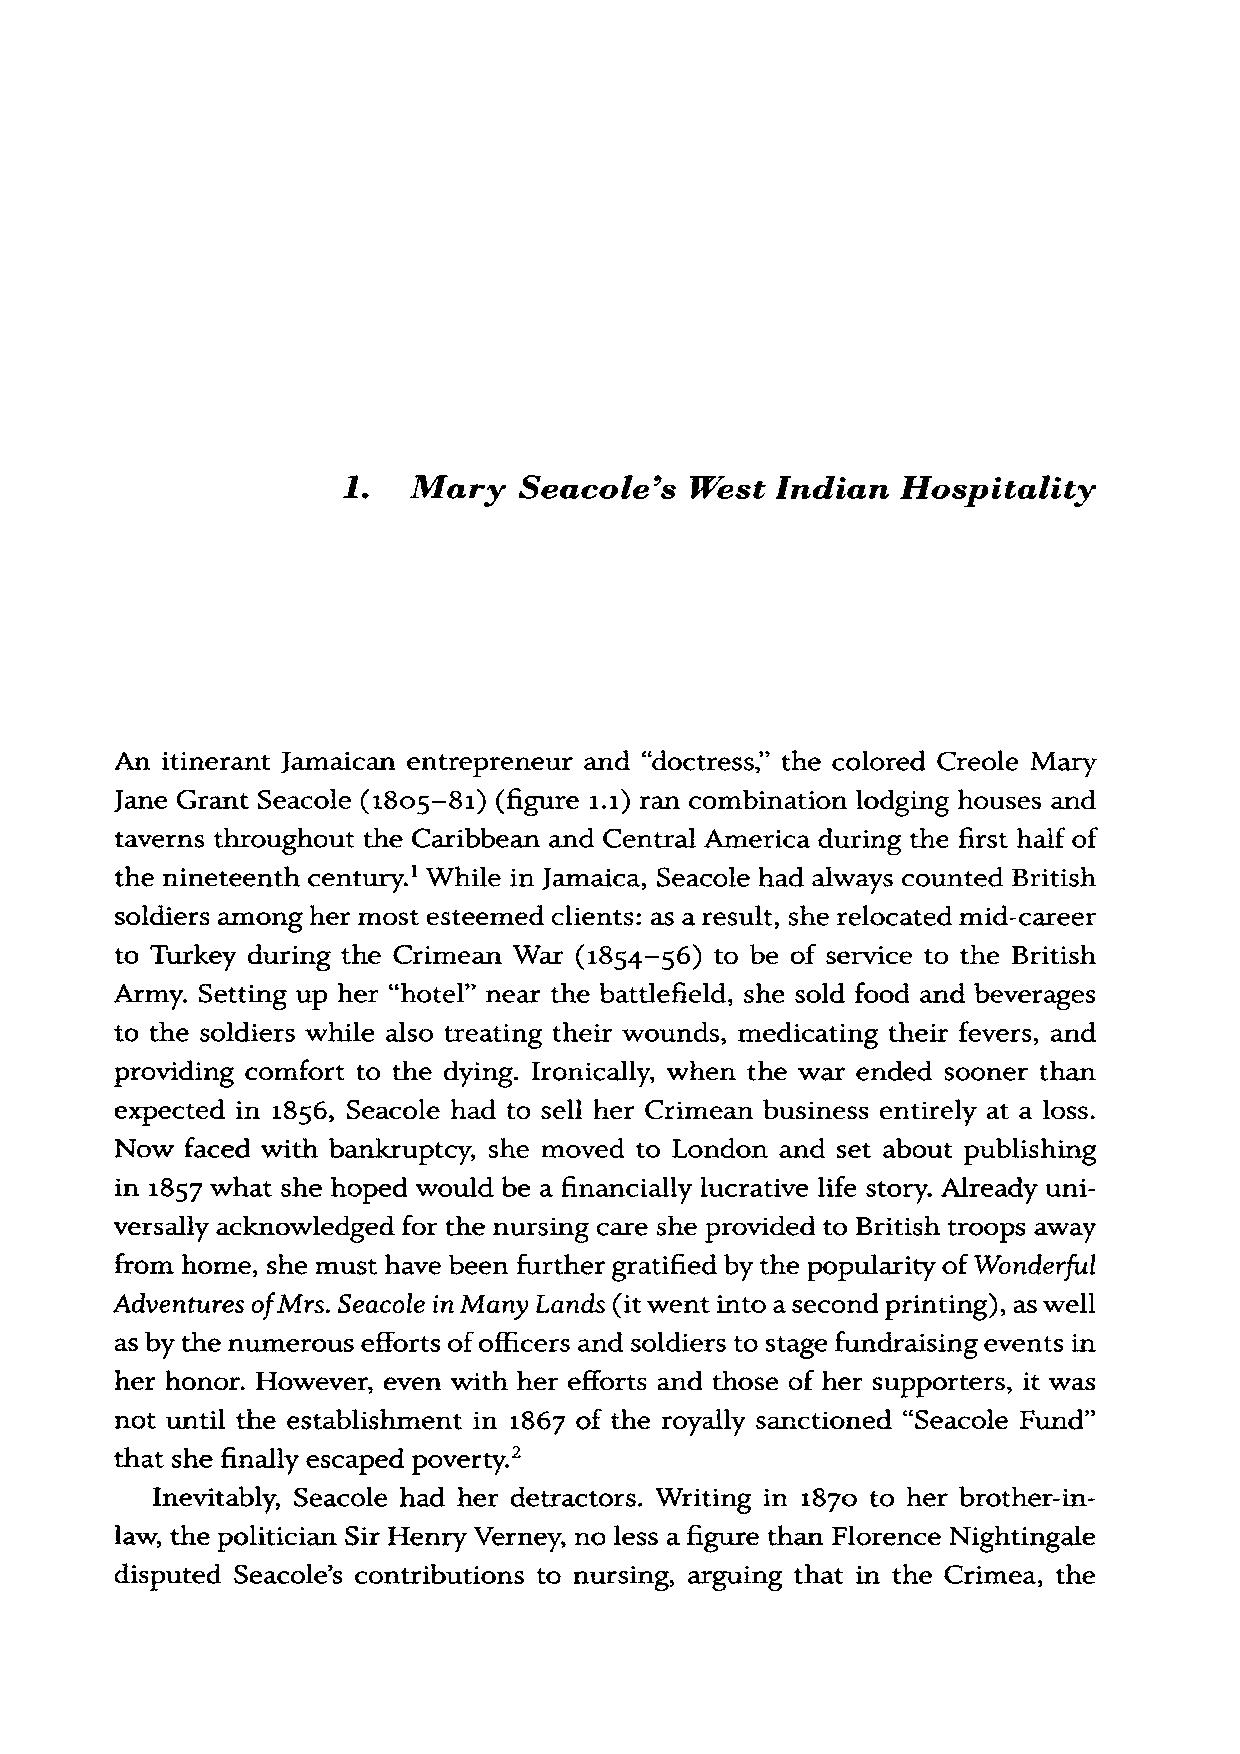 1. Mary Seacole's West Indian Hospitality
An itinerant Jamaican entrepreneur and “doctress,” the colored Creole Mary
Jane Grant Seacole (1805–81) (figure 1.1) ran combination lodging houses and
taverns throughout the Caribbean and Central America during the first half of
the nineteenth century.¹ While in Jamaica, Seacole had always counted British
soldiers among her most esteemed clients: as a result, she relocated mid-career
to Turkey during the Crimean War (1854–56) to be of service to the British
Army. Setting up her “hotel” near the battlefield, she sold food and beverages
to the soldiers while also treating their wounds, medicating their fevers, and
providing comfort to the dying. Ironically, when the war ended sooner than
expected in 1856, Seacole had to sell her Crimean business entirely at a loss.
Now faced with bankruptcy, she moved to London and set about publishing
in 1857 what she hoped would be a financially lucrative life story. Already uni-
versally acknowledged for the nursing care she provided to British troops away
from home, she must have been further gratified by the popularity of Wonderful
Adventures of Mrs. Seacole in Many Lands (it went into a second printing), as well
as by the numerous efforts of officers and soldiers to stage fundraising events in
her honor. However, even with her efforts and those of her supporters, it was
not until the establishment in 1867 of the royally sanctioned “Seacole Fund”
that she finally escaped poverty.²
Inevitably, Seacole had her detractors. Writing in 1870 to her brother-in-
law, the politician Sir Henry Verney, no less a figure than Florence Nightingale
disputed Seacole's contributions to nursing, arguing that in the Crimea, the